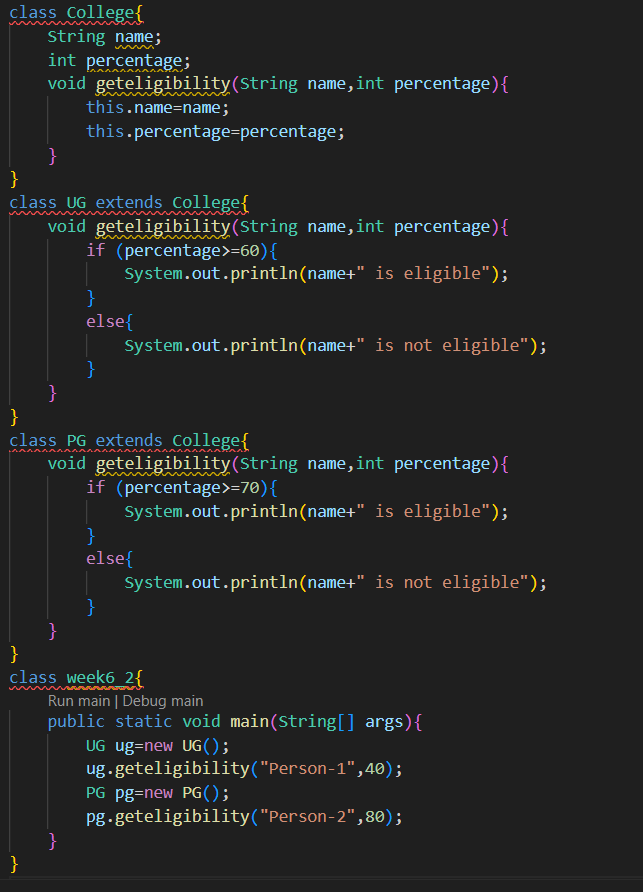 class College{
    String name;
    int percentage;
    void geteligibility(String name,int percentage){
        this.name=name;
        this.percentage=percentage;
    }
}
class UG extends College{
    void geteligibility(String name,int percentage){
        if (percentage>=60){
            System.out.println(name+" is eligible");
        }
        else{
            System.out.println(name+" is not eligible");
        }
    }
}
class PG extends College{
    void geteligibility(String name,int percentage){
        if (percentage>=70){
            System.out.println(name+" is eligible");
        }
        else{
            System.out.println(name+" is not eligible");
        }
    }
}
class week6_2{
    Run main | Debug main
    public static void main(String[] args){
        UG ug=new UG();
        ug.geteligibility("Person-1",40);
        PG pg=new PG();
        pg.geteligibility("Person-2",80);
    }
}